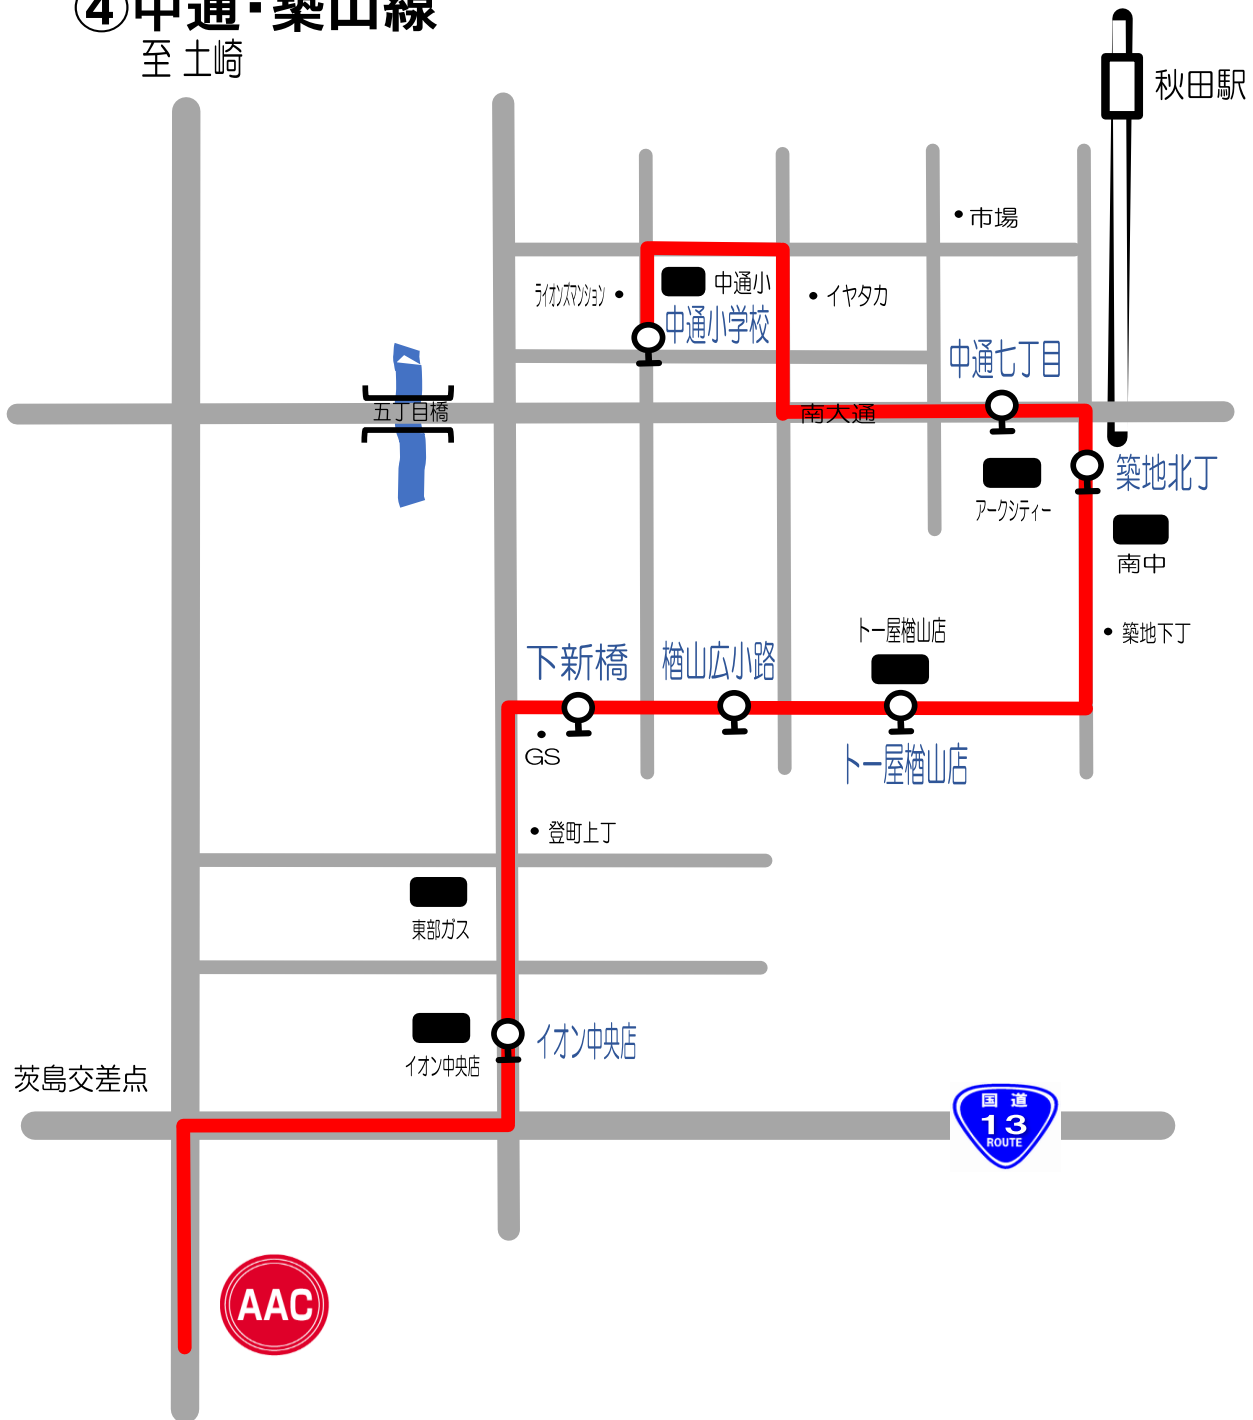 ④中通・築山線
至 土崎
秋田駅
市場
ライオンズマンション
中通小
イヤタカ
中通小学校
中通七丁目
五丁目橋
南大通
築地北丁
アークシティー
南中
築地下丁
トー屋楢山店
下新橋
楢山広小路
GS
トー屋楢山店
登町上丁
東部ガス
イオン中央店
イオン中央店
茨島交差点
国道
13
ROUTE
AAC